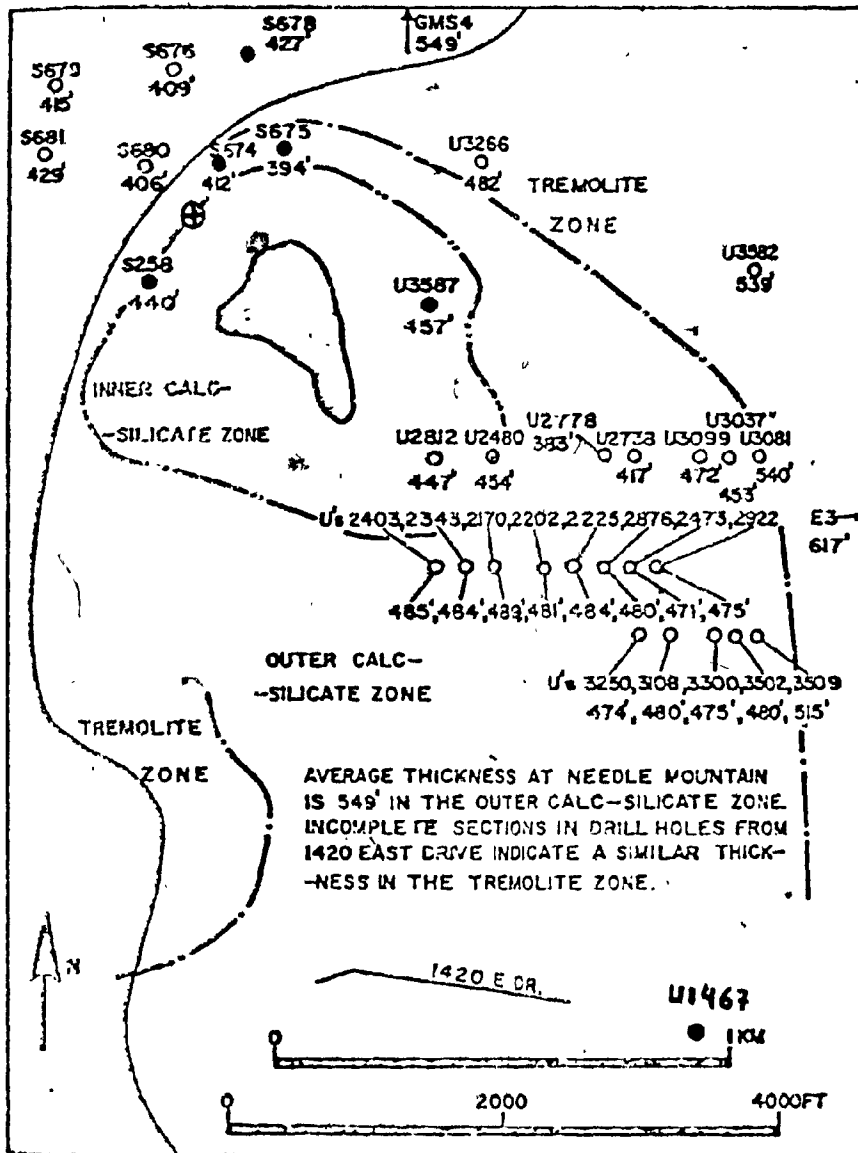 S678
427'
GMS4
549'
S676
409'
S679
415'
S681
429'
S680
406'
S674
412'
S675
394'
U3266
482'
TREMOLITE
ZONE
U3582
539'
S258
440'
U3587
457'
INNER CALC-
-SILICATE ZONE
U2812
447'
U2480
454'
U2778
383'
U2738
417'
U3099
472'
U3037"
453'
U3081
540'
U's 2403,2343,2170,2202,2225,2876,2473,2922
E3
617'
485',484',489',481',484',480',471',475'
OUTER CALC-
-SILICATE ZONE
U's 3250,3108,3300,3502,3509
474', 480', 475', 480', 515'
TREMOLITE
ZONE
AVERAGE THICKNESS AT NEEDLE MOUNTAIN
IS 549' IN THE OUTER CALC-SILICATE ZONE.
INCOMPLETE SECTIONS IN DRILL HOLES FROM
1420 EAST DRIVE INDICATE A SIMILAR THICK-
-NESS IN THE TREMOLITE ZONE.
N
1420 E DR.
U1467
0 1 KM
0 2000 4000FT